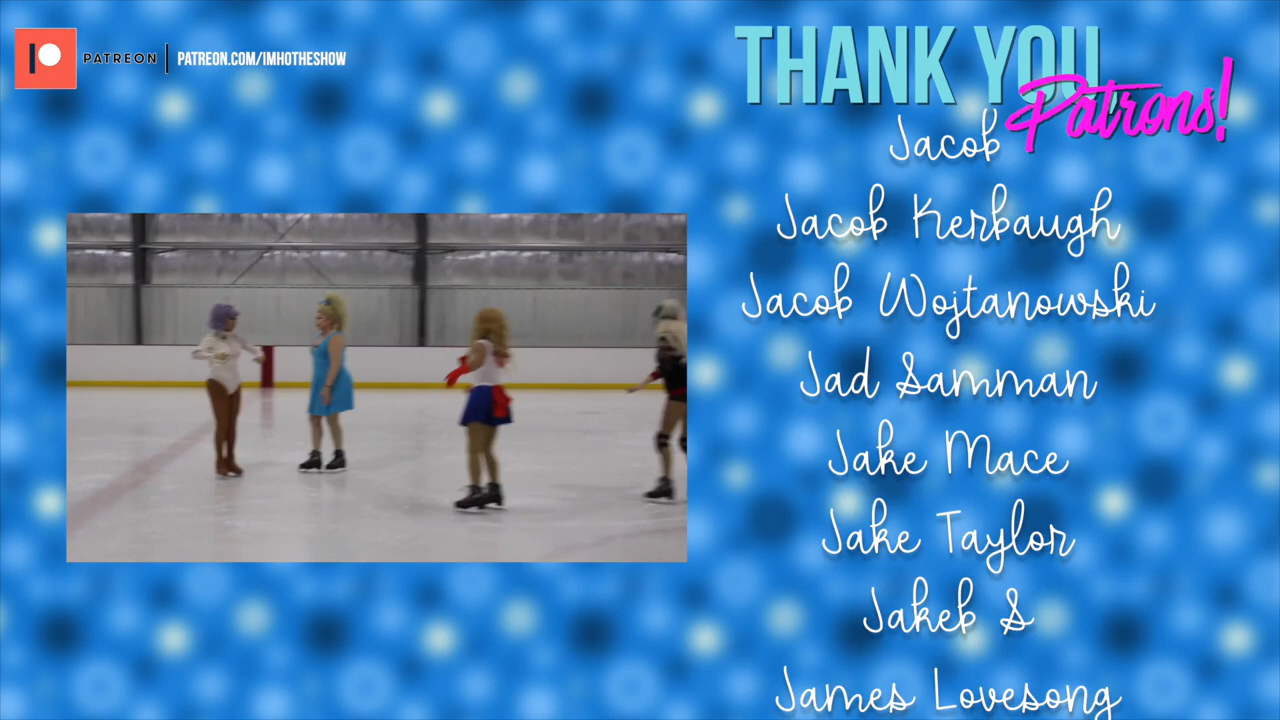 PATREON | PATREON.COM/IMHOTHESHOW
THANK YOU,
Patrons!
Jacob
Jacob Kerbaugh
Jacob Wojtanowski
Jad Samman
Jake Mace
Jake Taylor
Jakeb S
James Lovesong